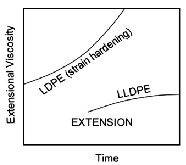 Extensional Viscosity
LDPE (strain hardening)
LLDPE
EXTENSION
Time